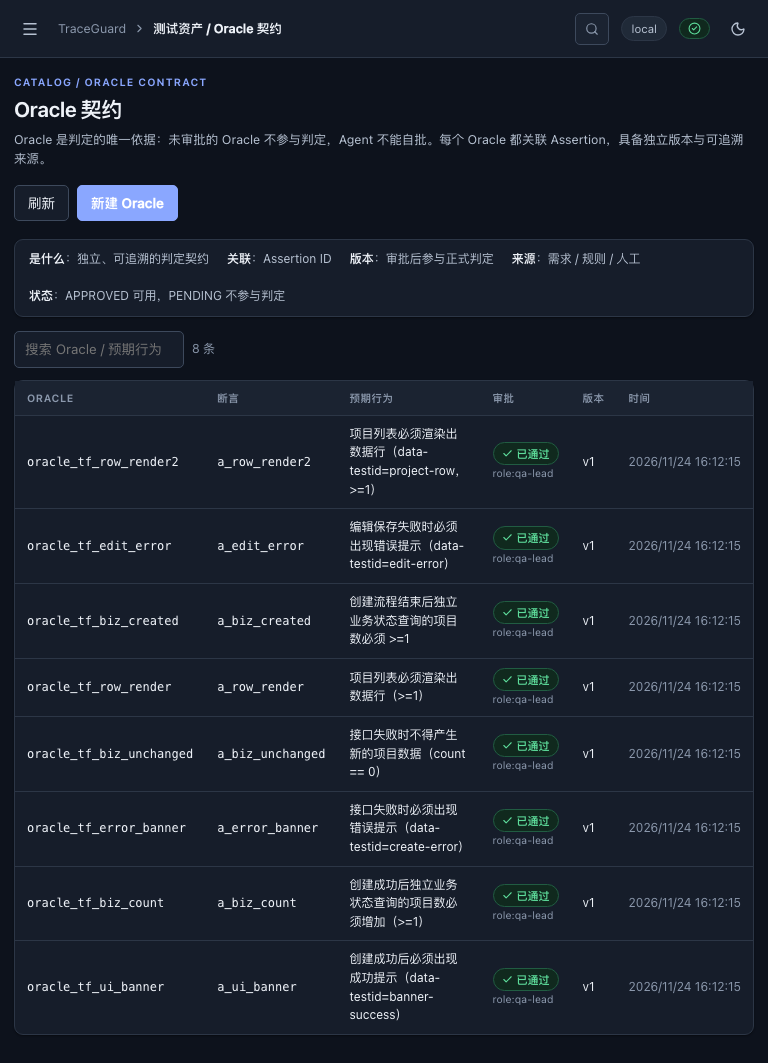 TraceGuard > 测试资产 / Oracle 契约 local
CATALOG / ORACLE CONTRACT
Oracle 契约
Oracle 是判定的唯一依据：未审批的 Oracle 不参与判定，Agent 不能自批。每个 Oracle 都关联 Assertion，具备独立版本与可追溯
来源。
刷新 新建 Oracle
是什么：独立、可追溯的判定契约 关联：Assertion ID 版本：审批后参与正式判定 来源：需求 / 规则 / 人工
状态：APPROVED 可用，PENDING 不参与判定
搜索 Oracle / 预期行为 8 条
ORACLE 断言 预期行为 审批 版本 时间
oracle_tf_row_render2 a_row_render2 项目列表必须渲染出
数据行（data-
testid=project-row，
>=1） 已通过 role:qa-lead v1 2026/11/24 16:12:15
oracle_tf_edit_error a_edit_error 编辑保存失败时必须
出现错误提示（data-
testid=edit-error） 已通过 role:qa-lead v1 2026/11/24 16:12:15
oracle_tf_biz_created a_biz_created 创建流程结束后独立
业务状态查询的项目
数必须 >=1 已通过 role:qa-lead v1 2026/11/24 16:12:15
oracle_tf_row_render a_row_render 项目列表必须渲染出
数据行（>=1） 已通过 role:qa-lead v1 2026/11/24 16:12:15
oracle_tf_biz_unchanged a_biz_unchanged 接口失败时不得产生
新的项目数据（count
== 0） 已通过 role:qa-lead v1 2026/11/24 16:12:15
oracle_tf_error_banner a_error_banner 接口失败时必须出现
错误提示（data-
testid=create-error） 已通过 role:qa-lead v1 2026/11/24 16:12:15
oracle_tf_biz_count a_biz_count 创建成功后独立业务
状态查询的项目数必
须增加（>=1） 已通过 role:qa-lead v1 2026/11/24 16:12:15
oracle_tf_ui_banner a_ui_banner 创建成功后必须出现
成功提示（data-
testid=banner-
success） 已通过 role:qa-lead v1 2026/11/24 16:12:15